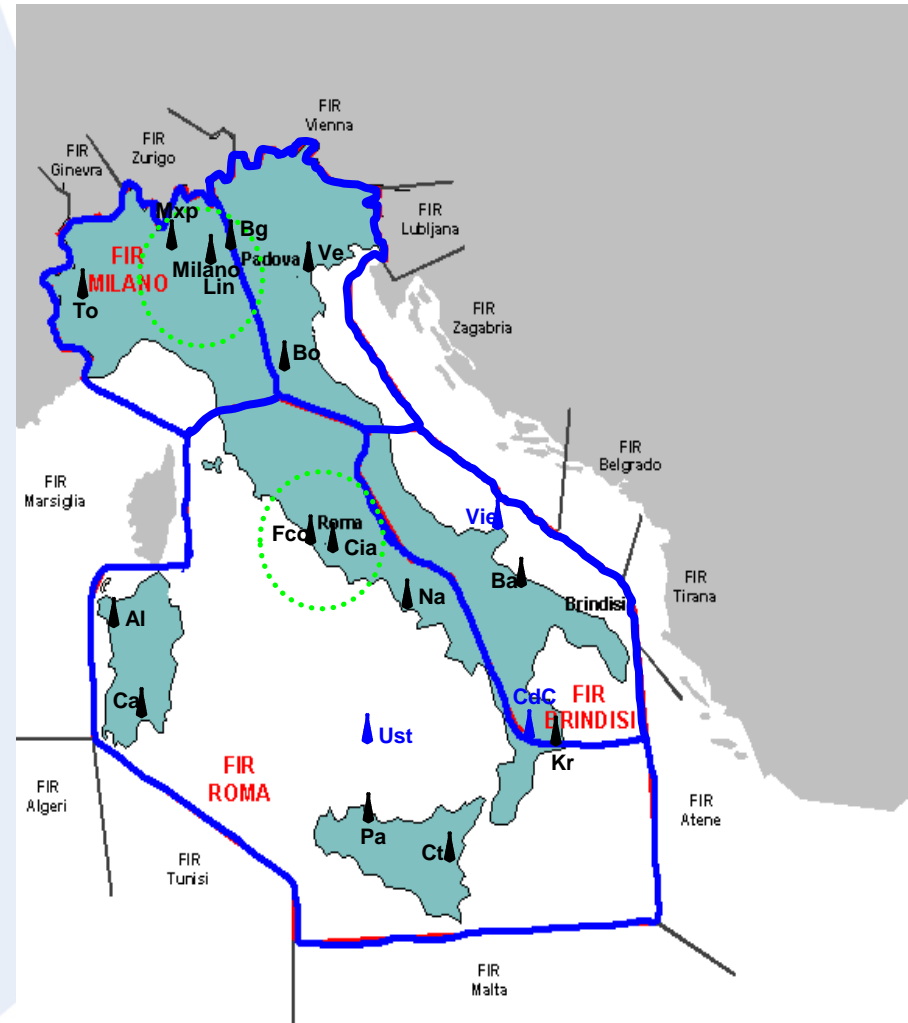 FIR
Vienna
FIR
Zurigo
FIR
Ginevra
FIR
Lubljana
Mxp
Bg
FIR
MILANO
Milano
Lin
Padova
Ve
To
FIR
Zagabria
Bo
FIR
Belgrado
FIR
Marsiglia
Vie
Fco
Roma
Cia
Ba
FIR
Tirana
Na
Brindisi
Al
Ca
CdC
FIR
BRINDISI
Ust
Kr
FIR
ROMA
FIR
Algeri
FIR
Atene
Pa
Ct
FIR
Tunisi
FIR
Malta